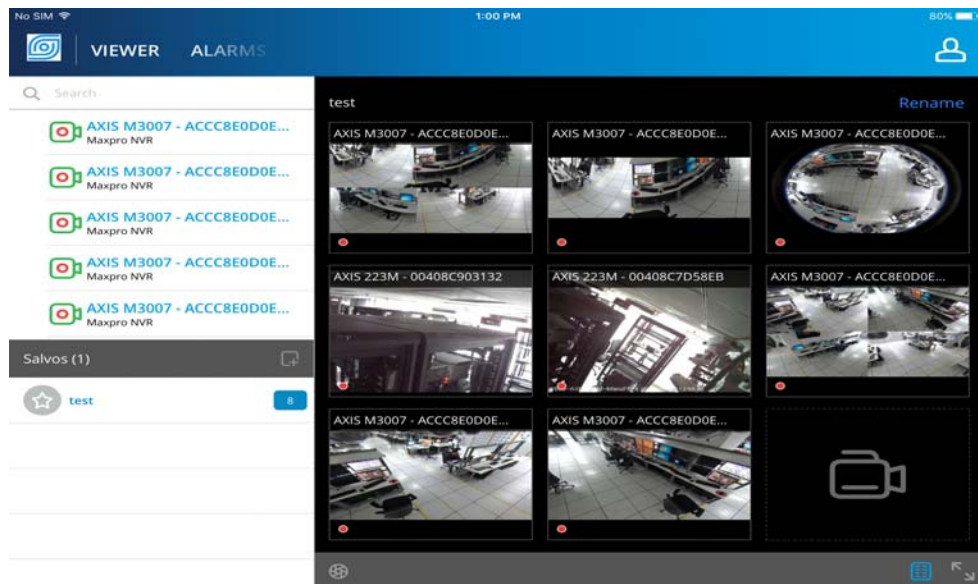 No SIM
1:00 PM
80%
VIEWER
ALARMS
Search
AXIS M3007 - ACCC8E0D0E...
Maxpro NVR
AXIS M3007 - ACCC8E0D0E...
Maxpro NVR
AXIS M3007 - ACCC8E0D0E...
Maxpro NVR
AXIS M3007 - ACCC8E0D0E...
Maxpro NVR
AXIS M3007 - ACCC8E0D0E...
Maxpro NVR
Salvos (1)
test
8
test
Rename
AXIS M3007 - ACCC8E0D0E...
AXIS M3007 - ACCC8E0D0E...
AXIS M3007 - ACCC8E0D0E...
AXIS 223M - 00408C903132
AXIS 223M - 00408C7D58EB
AXIS M3007 - ACCC8E0D0E...
AXIS M3007 - ACCC8E0D0E...
AXIS M3007 - ACCC8E0D0E...